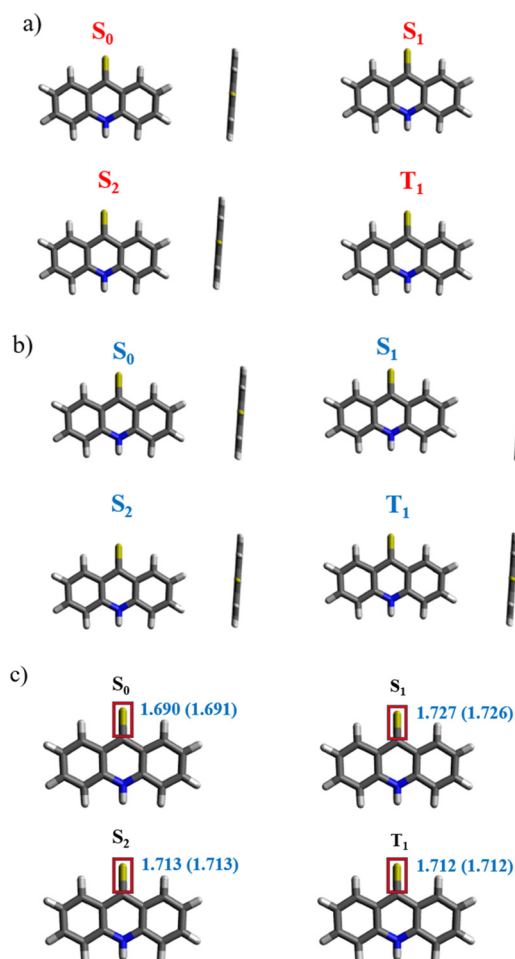 a)
S₀ S₁
S₂ T₁
b)
S₀ S₁
S₂ T₁
c)
S₀ S₁
1.690 (1.691) 1.727 (1.726)
S₂ T₁
1.713 (1.713) 1.712 (1.712)